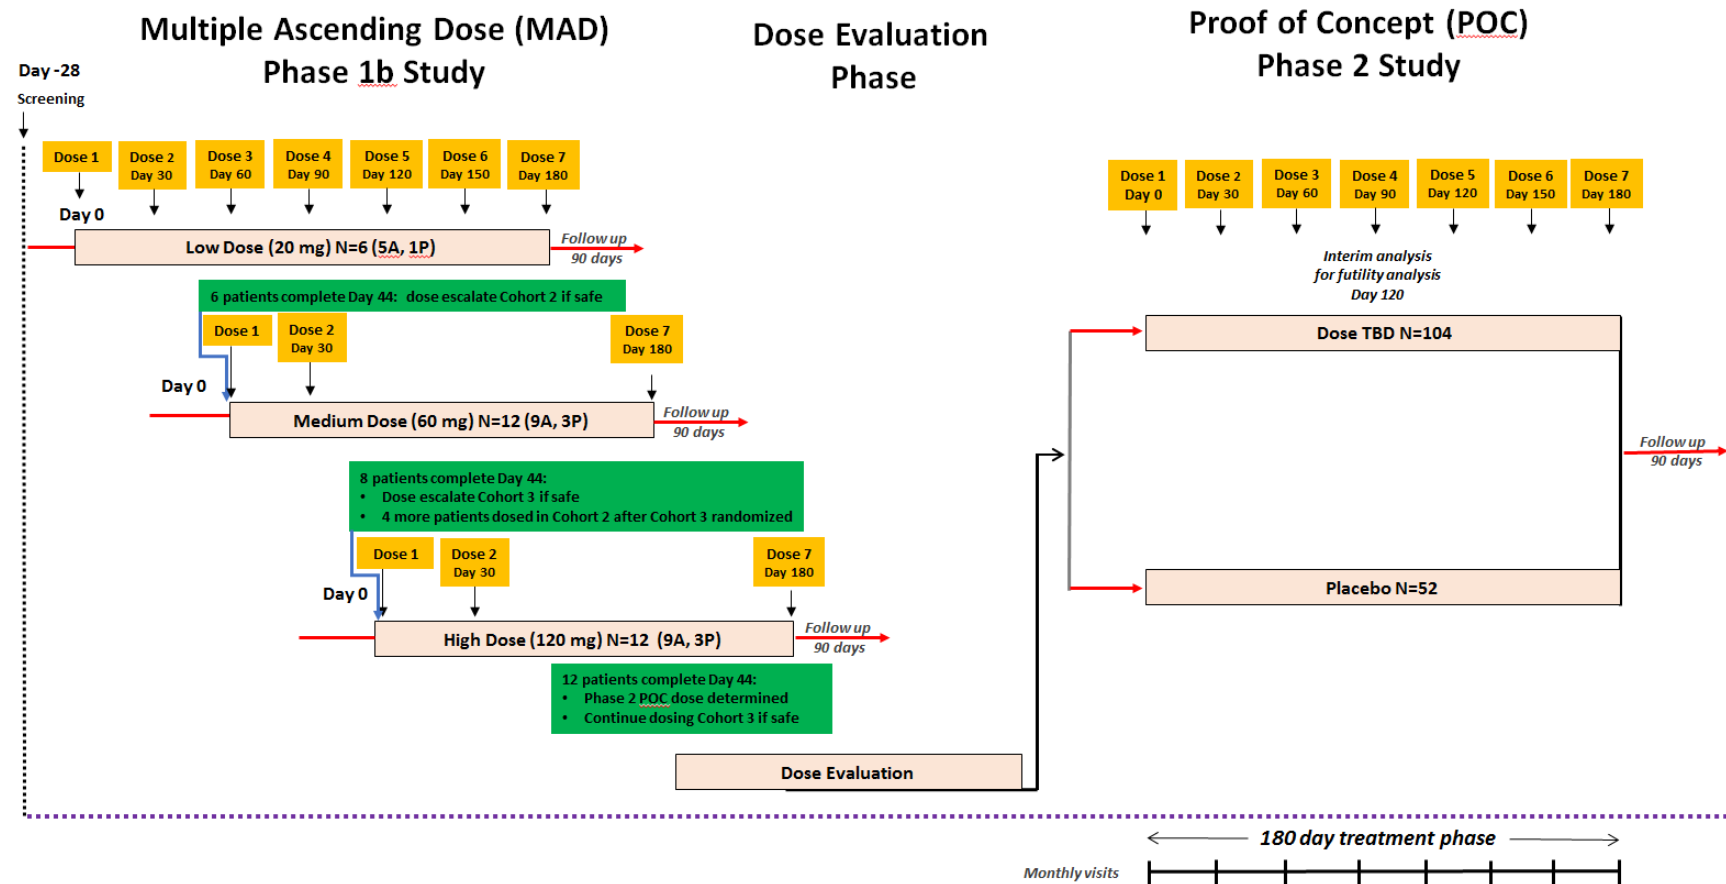 Multiple Ascending Dose (MAD)
Phase 1b Study
Dose Evaluation
Phase
Proof of Concept (POC)
Phase 2 Study
Day -28
Screening
Dose 1
Dose 2
Day 30
Dose 3
Day 60
Dose 4
Day 90
Dose 5
Day 120
Dose 6
Day 150
Dose 7
Day 180
Day 0
Low Dose (20 mg) N=6 (5A, 1P)
Follow up
90 days
6 patients complete Day 44: dose escalate Cohort 2 if safe
Dose 1
Dose 2
Day 30
Dose 7
Day 180
Day 0
Medium Dose (60 mg) N=12 (9A, 3P)
Follow up
90 days
8 patients complete Day 44:
• Dose escalate Cohort 3 if safe
• 4 more patients dosed in Cohort 2 after Cohort 3 randomized
Dose 1
Dose 2
Day 30
Dose 7
Day 180
Day 0
High Dose (120 mg) N=12 (9A, 3P)
Follow up
90 days
12 patients complete Day 44:
• Phase 2 POC dose determined
• Continue dosing Cohort 3 if safe
Dose Evaluation
Dose 1
Day 0
Dose 2
Day 30
Dose 3
Day 60
Dose 4
Day 90
Dose 5
Day 120
Dose 6
Day 150
Dose 7
Day 180
Interim analysis
for futility analysis
Day 120
Dose TBD N=104
Placebo N=52
Follow up
90 days
180 day treatment phase
Monthly visits